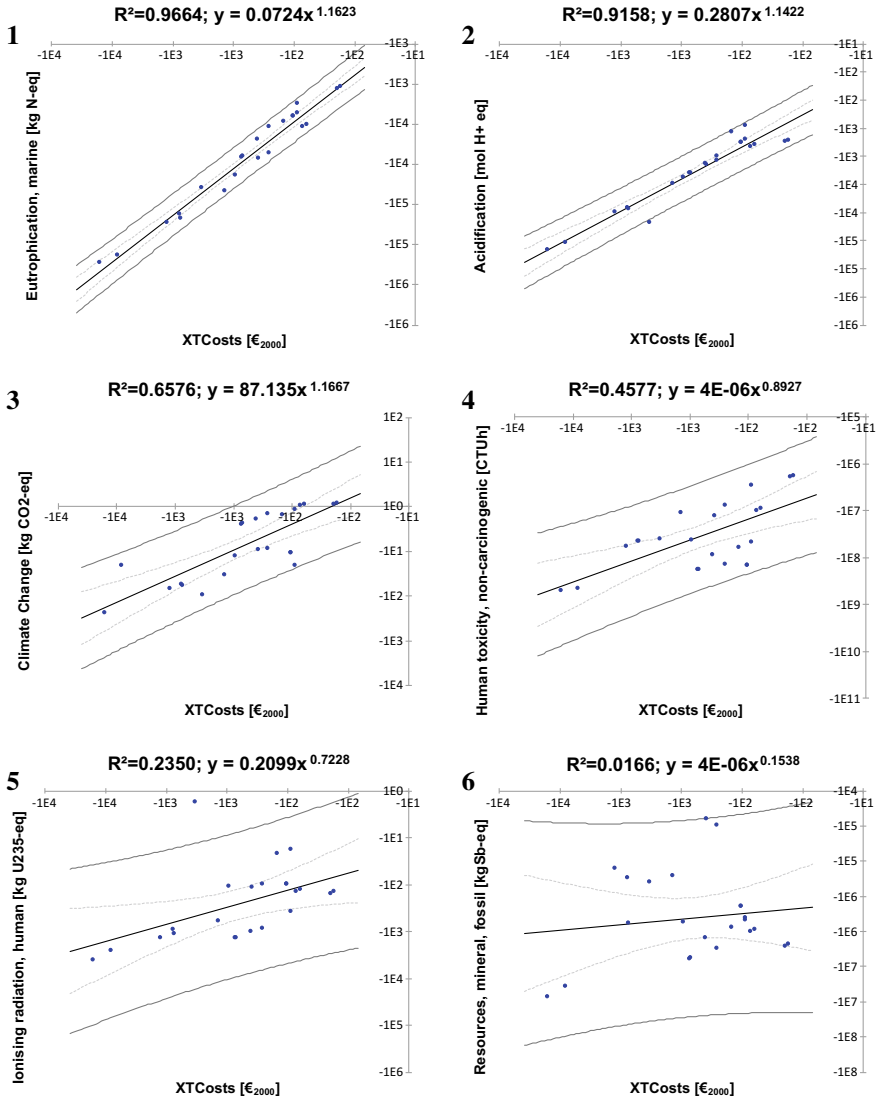 1
R²=0.9664; y = 0.0724x^1.1623
-1E4 -1E4 -1E3 -1E3 -1E2 -1E2 -1E1
-1E3
-1E3
-1E4
-1E4
-1E5
-1E5
-1E6
-1E6
Eutrophication, marine [kg N-eq]
XTCosts [€2000]
2
R²=0.9158; y = 0.2807x^1.1422
-1E4 -1E4 -1E3 -1E3 -1E2 -1E2 -1E1
-1E1
-1E2
-1E2
-1E3
-1E3
-1E4
-1E4
-1E5
-1E5
-1E6
-1E6
Acidification [mol H+ eq]
XTCosts [€2000]
3
R²=0.6576; y = 87.135x^1.1667
1E2
1E1
-1E4 -1E4 -1E3 -1E3 -1E2 -1E2 -1E1
1E0
-1E1
-1E2
-1E3
-1E4
Climate Change [kg CO2-eq]
XTCosts [€2000]
4
R²=0.4577; y = 4E-06x^0.8927
-1E4 -1E4 -1E3 -1E3 -1E2 -1E2 -1E1
-1E5
-1E6
-1E7
-1E8
-1E9
-1E10
-1E11
Human toxicity, non-carcinogenic [CTUh]
XTCosts [€2000]
5
R²=0.2350; y = 0.2099x^0.7228
-1E4 -1E4 -1E3 -1E3 -1E2 -1E2 -1E1
1E0
-1E1
-1E2
-1E3
-1E4
-1E5
-1E6
Ionising radiation, human [kg U235-eq]
XTCosts [€2000]
6
R²=0.0166; y = 4E-06x^0.1538
-1E4 -1E4 -1E3 -1E3 -1E2 -1E2 -1E1
-1E4
-1E5
-1E5
-1E6
-1E6
-1E7
-1E7
-1E8
-1E8
Resources, mineral, fossil [kgSb-eq]
XTCosts [€2000]